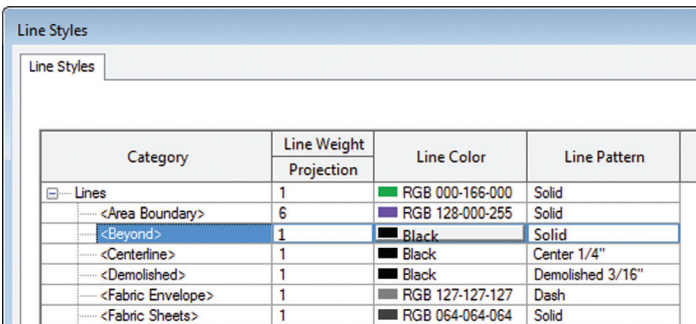 Line Styles
Line Styles
Category Line Weight Line Color Line Pattern
Projection
Lines 1 RGB 000-166-000 Solid
<Area Boundary> 6 RGB 128-000-255 Solid
<Beyond> 1 Black Solid
<Centerline> 1 Black Center 1/4"
<Demolished> 1 Black Demolished 3/16"
<Fabric Envelope> 1 RGB 127-127-127 Dash
<Fabric Sheets> 1 RGB 064-064-064 Solid